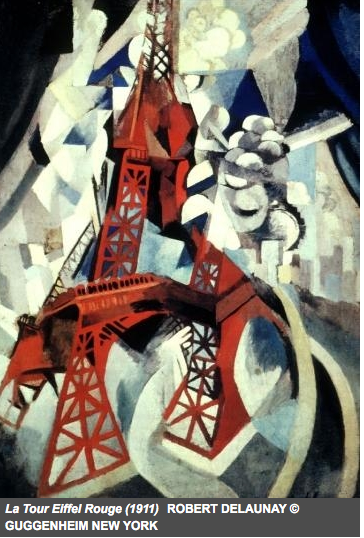 La Tour Eiffel Rouge (1911) ROBERT DELAUNAY ©
GUGGENHEIM NEW YORK